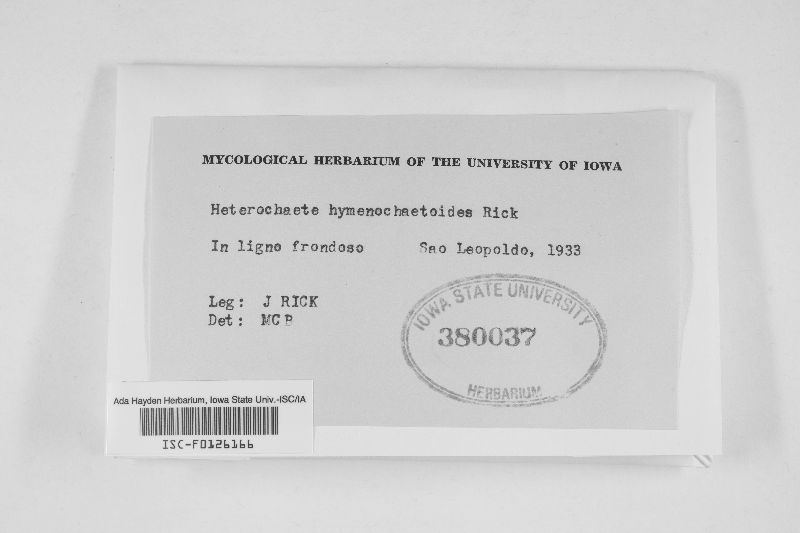 MYCOLOGICAL HERBARIUM OF THE UNIVERSITY OF IOWA
Heterochaete hymenochaetoides Rick
In ligno frondoso Sao Leopoldo, 1933
Leg: J RICK
Det: MCP
IOWA STATE UNIVERSITY
380037
HERBARIUM
Ada Hayden Herbarium, Iowa State Univ.-ISC/IA
ISC-F0126166